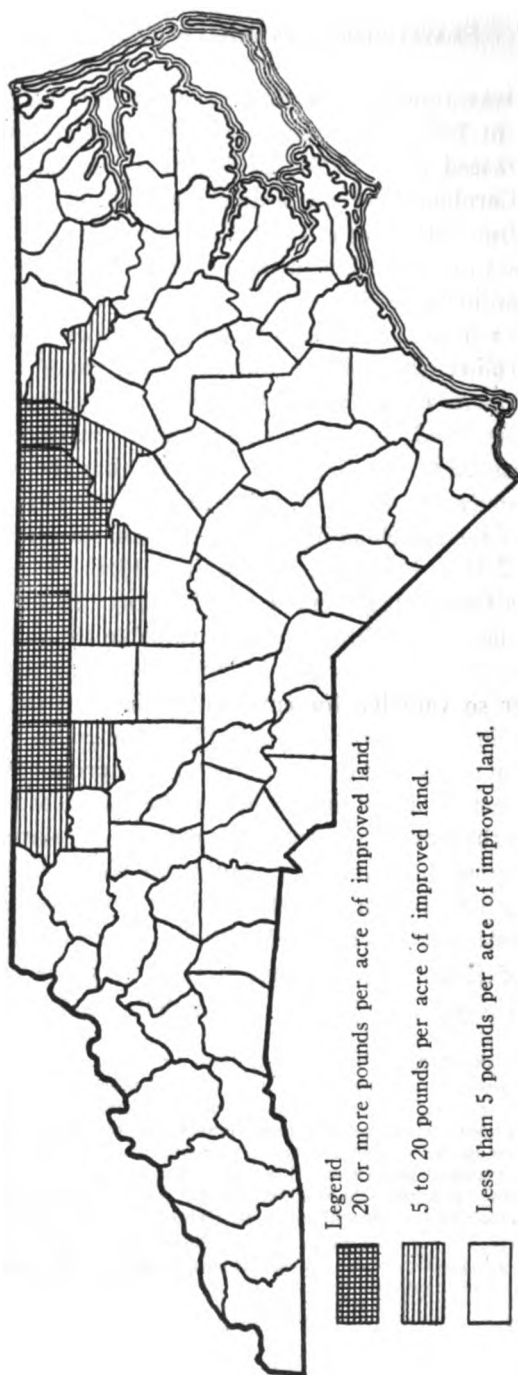 Legend
20 or more pounds per acre of improved land.
5 to 20 pounds per acre of improved land.
Less than 5 pounds per acre of improved land.